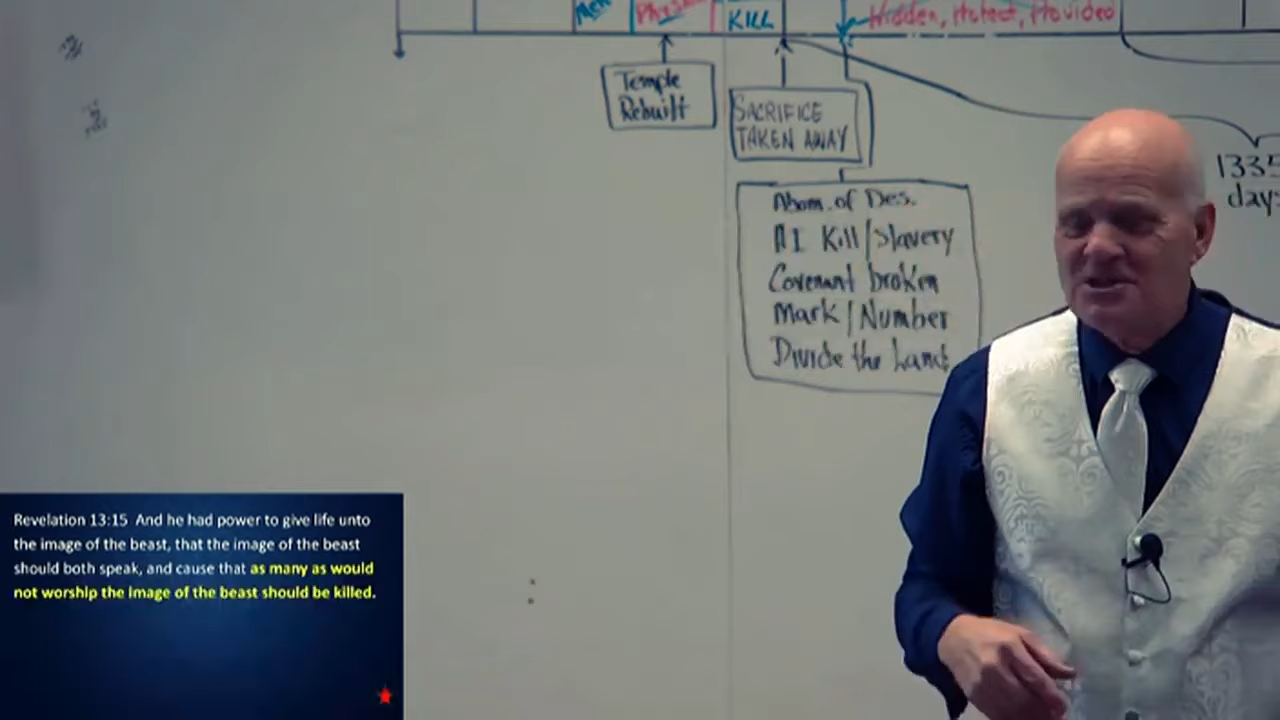 Men
KILL
Hidden, Protect, Provided
Temple
Rebuilt
SACRIFICE
TAKEN AWAY
Abom. of Des.
AI Kill/Slavery
Covenant broken
Mark/Number
Divide the Land
1335
days
Revelation 13:15 And he had power to give life unto
the image of the beast, that the image of the beast
should both speak, and cause that as many as would
not worship the image of the beast should be killed.